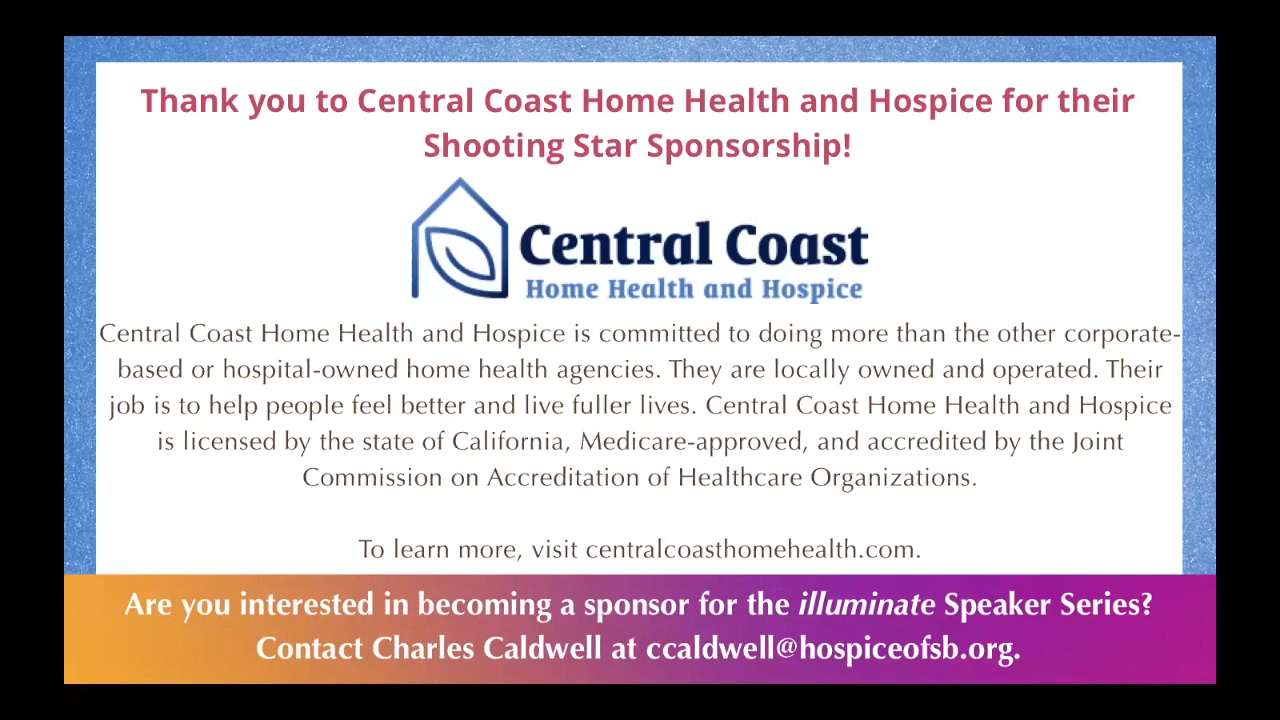 Thank you to Central Coast Home Health and Hospice for their
Shooting Star Sponsorship!
Central Coast
Home Health and Hospice
Central Coast Home Health and Hospice is committed to doing more than the other corporate-
based or hospital-owned home health agencies. They are locally owned and operated. Their
job is to help people feel better and live fuller lives. Central Coast Home Health and Hospice
is licensed by the state of California, Medicare-approved, and accredited by the Joint
Commission on Accreditation of Healthcare Organizations.
To learn more, visit centralcoasthomehealth.com.
Are you interested in becoming a sponsor for the illuminate Speaker Series?
Contact Charles Caldwell at ccaldwell@hospiceofsb.org.